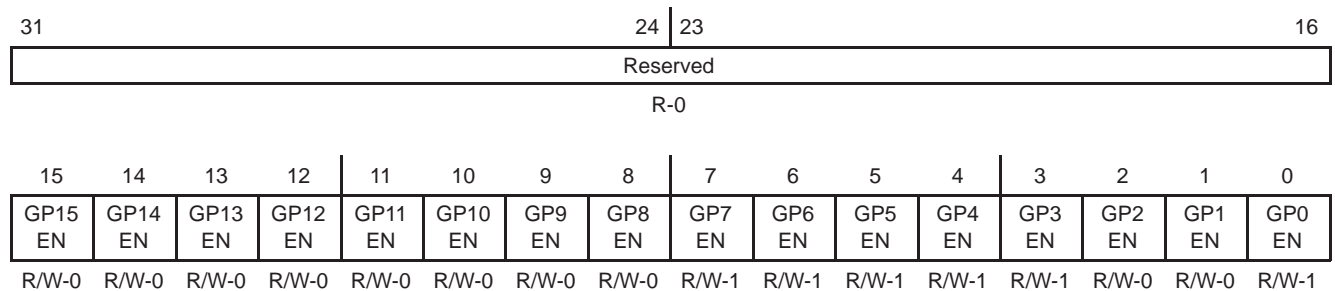 31 24 23 16
Reserved
R-0
15 14 13 12 11 10 9 8 7 6 5 4 3 2 1 0
GP15 GP14 GP13 GP12 GP11 GP10 GP9 GP8 GP7 GP6 GP5 GP4 GP3 GP2 GP1 GP0
EN EN EN EN EN EN EN EN EN EN EN EN EN EN EN EN
R/W-0 R/W-0 R/W-0 R/W-0 R/W-0 R/W-0 R/W-0 R/W-0 R/W-1 R/W-1 R/W-1 R/W-1 R/W-1 R/W-0 R/W-0 R/W-1